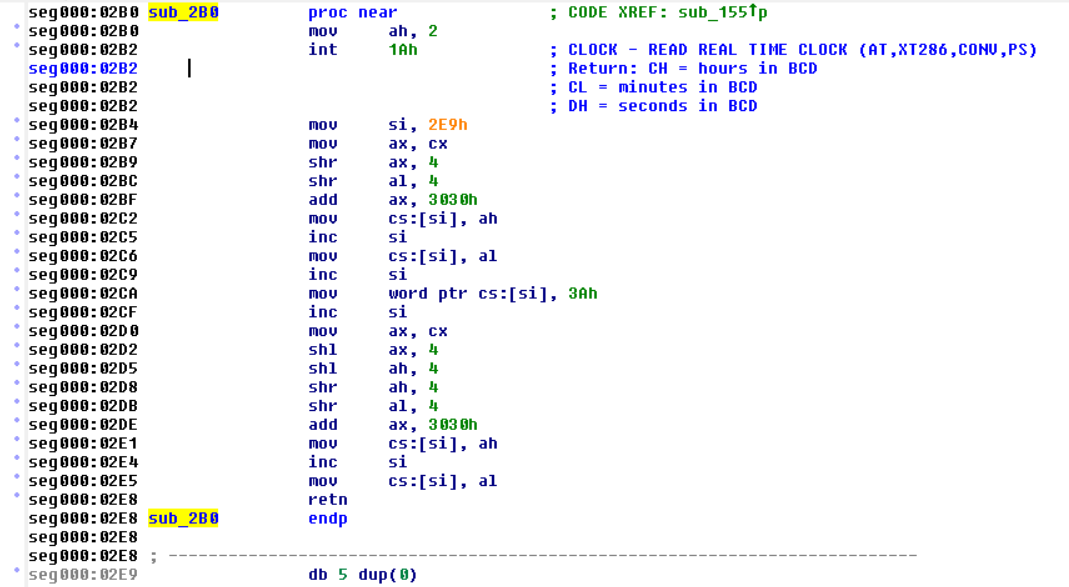 seg000:02B0 sub_2B0 proc near ; CODE XREF: sub_155↑p
seg000:02B0 mov ah, 2
seg000:02B2 int 1Ah ; CLOCK - READ REAL TIME CLOCK (AT,XT286,CONV,PS)
seg000:02B2 ; Return: CH = hours in BCD
seg000:02B2 ; CL = minutes in BCD
seg000:02B2 ; DH = seconds in BCD
seg000:02B4 mov si, 2E9h
seg000:02B7 mov ax, cx
seg000:02B9 shr ax, 4
seg000:02BC shr al, 4
seg000:02BF add ax, 3030h
seg000:02C2 mov cs:[si], ah
seg000:02C5 inc si
seg000:02C6 mov cs:[si], al
seg000:02C9 inc si
seg000:02CA mov word ptr cs:[si], 3Ah
seg000:02CF inc si
seg000:02D0 mov ax, cx
seg000:02D2 shl ax, 4
seg000:02D5 shl ah, 4
seg000:02D8 shr ah, 4
seg000:02DB shr al, 4
seg000:02DE add ax, 3030h
seg000:02E1 mov cs:[si], ah
seg000:02E4 inc si
seg000:02E5 mov cs:[si], al
seg000:02E8 retn
seg000:02E8 sub_2B0 endp
seg000:02E8
seg000:02E8 ; ---------------------------------------------------------------------------
seg000:02E9 db 5 dup(0)